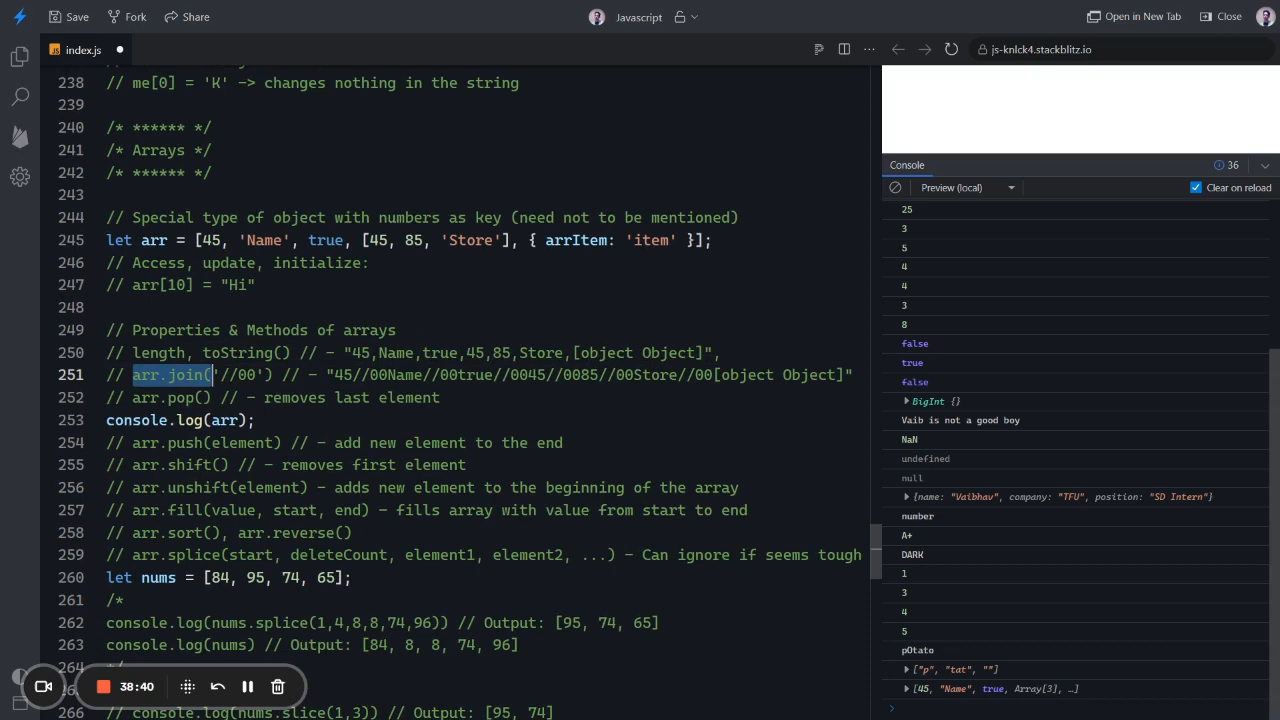 Save
Fork
Share
Javascript
Open in New Tab
Close
JS index.js
js-knlck4.stackblitz.io
238 // me[0] = 'K' -> changes nothing in the string
239
240 /* ****** */
241 /* Arrays */
242 /* ****** */
243
244 // Special type of object with numbers as key (need not to be mentioned)
245 let arr = [45, 'Name', true, [45, 85, 'Store'], { arrItem: 'item' }];
246 // Access, update, initialize:
247 // arr[10] = "Hi"
248
249 // Properties & Methods of arrays
250 // length, toString() // - "45,Name,true,45,85,Store,[object Object]",
251 // arr.join('//00') // - "45//00Name//00true//0045//0085//00Store//00[object Object]"
252 // arr.pop() // - removes last element
253 console.log(arr);
254 // arr.push(element) // - add new element to the end
255 // arr.shift() // - removes first element
256 // arr.unshift(element) - adds new element to the beginning of the array
257 // arr.fill(value, start, end) - fills array with value from start to end
258 // arr.sort(), arr.reverse()
259 // arr.splice(start, deleteCount, element1, element2, ...) - Can ignore if seems tough
260 let nums = [84, 95, 74, 65];
261 /*
262 console.log(nums.splice(1,4,8,8,74,96)) // Output: [95, 74, 65]
263 console.log(nums) // Output: [84, 8, 8, 74, 96]
264 */
266 // console.log(nums.slice(1,3)) // Output: [95, 74]
38:40
Console
36
Preview (local)
Clear on reload
25
3
5
4
4
3
8
false
true
false
BigInt {}
Vaib is not a good boy
NaN
undefined
null
{name: "Vaibhav", company: "TFU", position: "SD Intern"}
number
A+
DARK
1
3
4
5
pOtato
["p", "tat", ""]
[45, "Name", true, Array[3], …]